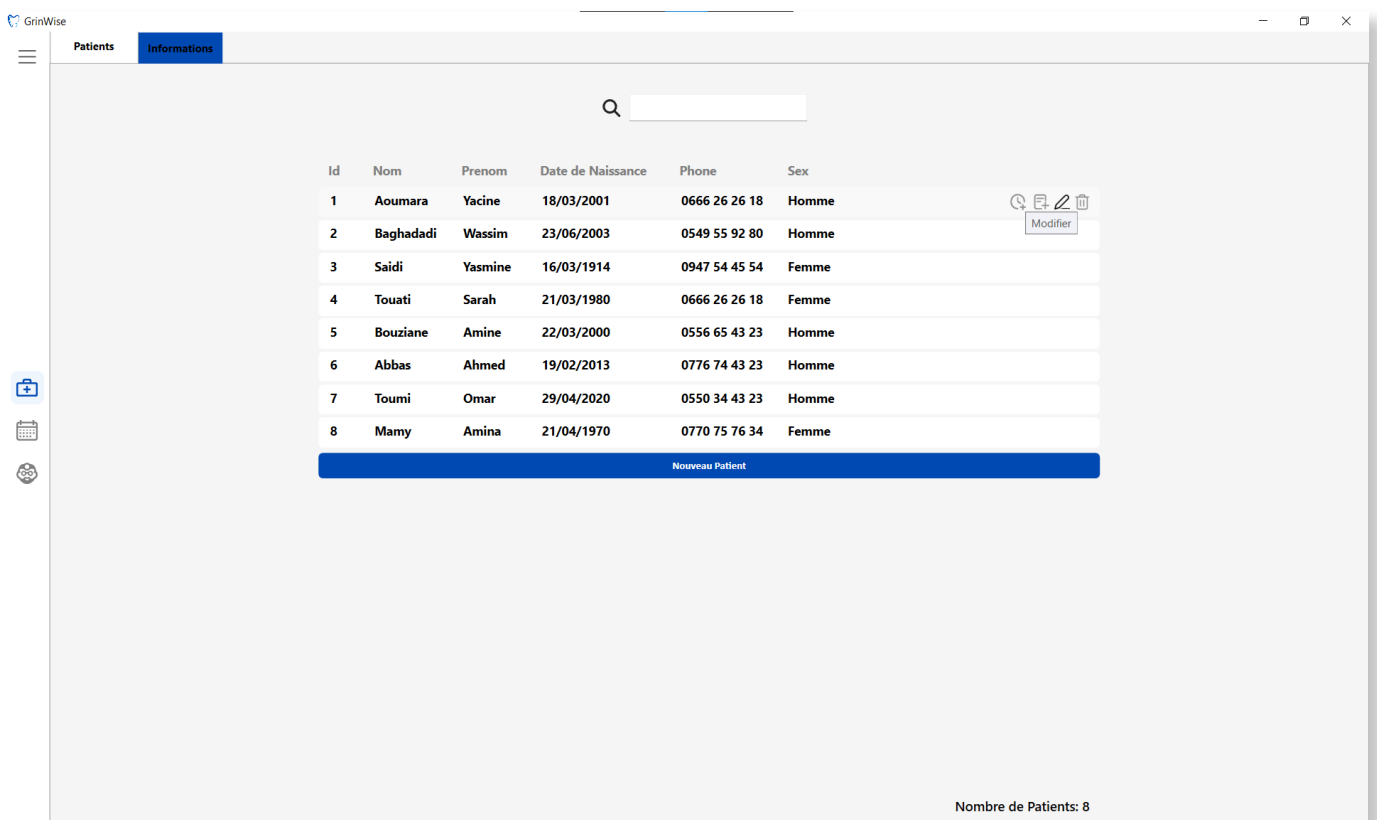 GrinWise
Patients Informations
Id Nom Prenom Date de Naissance Phone Sex
1 Aoumara Yacine 18/03/2001 0666 26 26 18 Homme
Modifier
2 Baghadadi Wassim 23/06/2003 0549 55 92 80 Homme
3 Saidi Yasmine 16/03/1914 0947 54 45 54 Femme
4 Touati Sarah 21/03/1980 0666 26 26 18 Femme
5 Bouziane Amine 22/03/2000 0556 65 43 23 Homme
6 Abbas Ahmed 19/02/2013 0776 74 43 23 Homme
7 Toumi Omar 29/04/2020 0550 34 43 23 Homme
8 Mamy Amina 21/04/1970 0770 75 76 34 Femme
Nouveau Patient
Nombre de Patients: 8